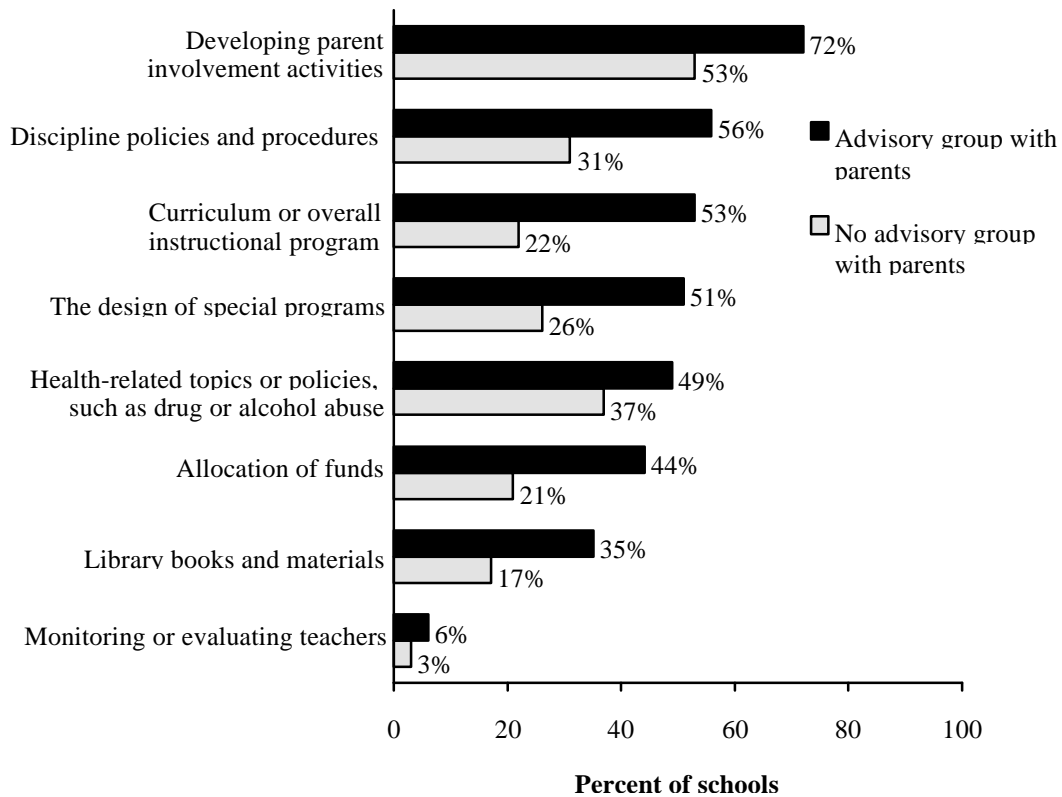 Developing parent
involvement activities
72%
53%
Discipline policies and procedures
56%
31%
Curriculum or overall
instructional program
53%
22%
The design of special programs
51%
26%
Health-related topics or policies,
such as drug or alcohol abuse
49%
37%
Allocation of funds
44%
21%
Library books and materials
35%
17%
Monitoring or evaluating teachers
6%
3%
Advisory group with
parents
No advisory group
with parents
0 20 40 60 80 100
Percent of schools